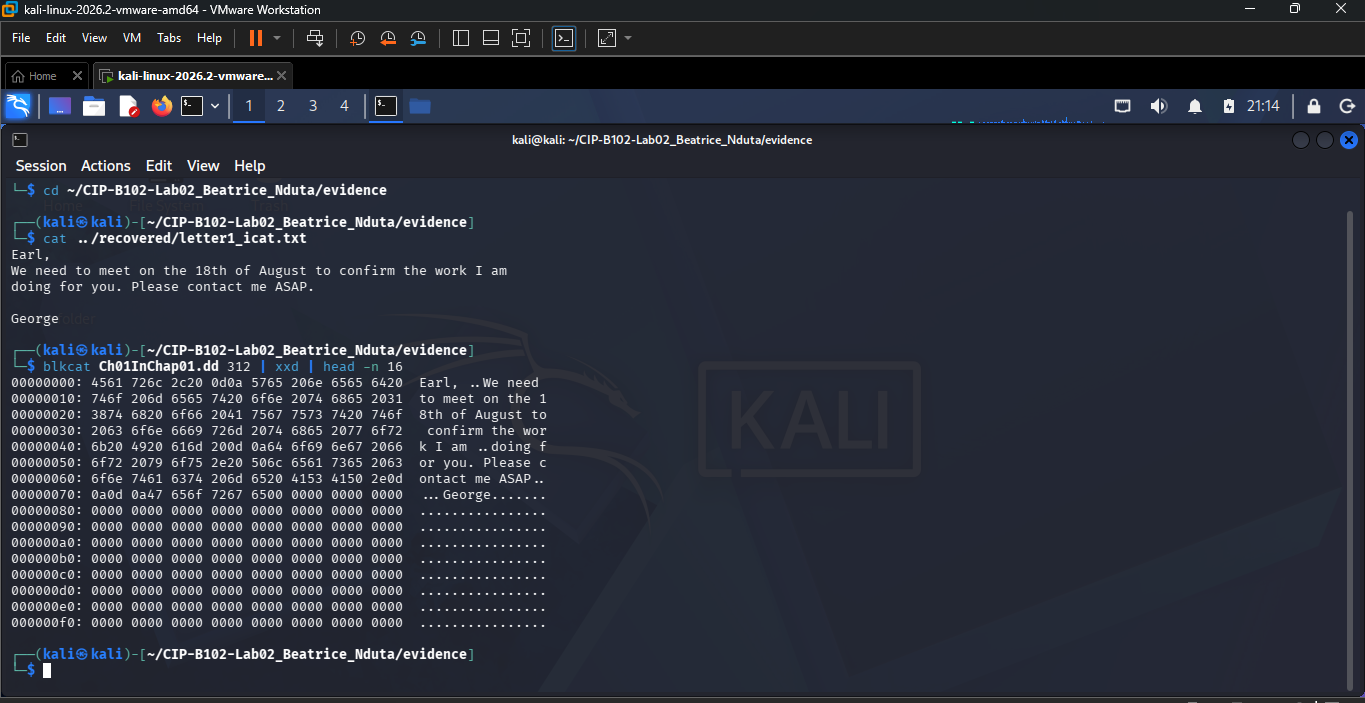 kali-linux-2026.2-vmware-amd64 - VMware Workstation
File Edit View VM Tabs Help
Home kali-linux-2026.2-vmware...
1 2 3 4 21:14
kali@kali: ~/CIP-B102-Lab02_Beatrice_Nduta/evidence
Session Actions Edit View Help
└─$ cd ~/CIP-B102-Lab02_Beatrice_Nduta/evidence
┌──(kali㉿kali)-[~/CIP-B102-Lab02_Beatrice_Nduta/evidence]
└─$ cat ../recovered/letter1_icat.txt
Earl,
We need to meet on the 18th of August to confirm the work I am
doing for you. Please contact me ASAP.
George
┌──(kali㉿kali)-[~/CIP-B102-Lab02_Beatrice_Nduta/evidence]
└─$ blkcat Ch01InChap01.dd 312 | xxd | head -n 16
00000000: 4561 726c 2c20 0d0a 5765 206e 6565 6420  Earl, ..We need
00000010: 746f 206d 6565 7420 6f6e 2074 6865 2031  to meet on the 1
00000020: 3874 6820 6f66 2041 7567 7573 7420 746f  8th of August to
00000030: 2063 6f6e 6669 726d 2074 6865 2077 6f72   confirm the wor
00000040: 6b20 4920 616d 200d 0a64 6f69 6e67 2066  k I am ..doing f
00000050: 6f72 2079 6f75 2e20 506c 6561 7365 2063  or you. Please c
00000060: 6f6e 7461 6374 206d 6520 4153 4150 2e0d  ontact me ASAP..
00000070: 0a0d 0a47 656f 7267 6500 0000 0000 0000  ...George.......
00000080: 0000 0000 0000 0000 0000 0000 0000 0000  ................
00000090: 0000 0000 0000 0000 0000 0000 0000 0000  ................
000000a0: 0000 0000 0000 0000 0000 0000 0000 0000  ................
000000b0: 0000 0000 0000 0000 0000 0000 0000 0000  ................
000000c0: 0000 0000 0000 0000 0000 0000 0000 0000  ................
000000d0: 0000 0000 0000 0000 0000 0000 0000 0000  ................
000000e0: 0000 0000 0000 0000 0000 0000 0000 0000  ................
000000f0: 0000 0000 0000 0000 0000 0000 0000 0000  ................
┌──(kali㉿kali)-[~/CIP-B102-Lab02_Beatrice_Nduta/evidence]
└─$
KALI